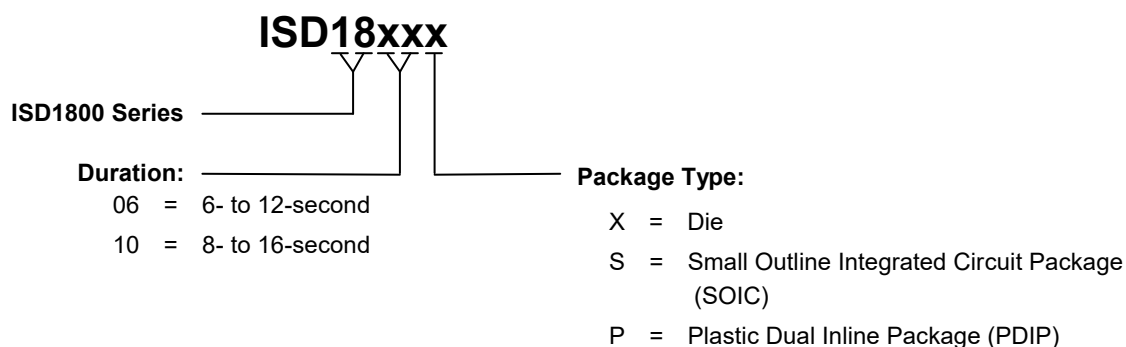 ISD18xxx
ISD1800 Series
Duration:
06 = 6- to 12-second
10 = 8- to 16-second
Package Type:
X = Die
S = Small Outline Integrated Circuit Package
(SOIC)
P = Plastic Dual Inline Package (PDIP)